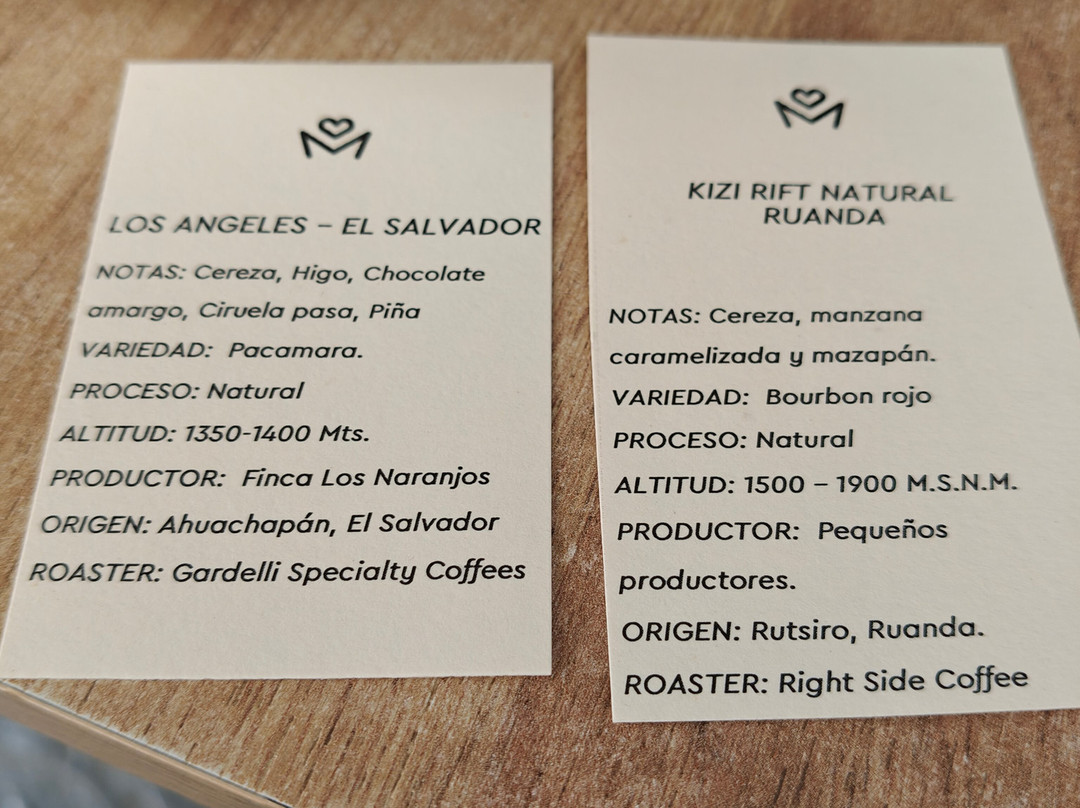 LOS ANGELES – EL SALVADOR
NOTAS: Cereza, Higo, Chocolate
amargo, Ciruela pasa, Piña
VARIEDAD: Pacamara.
PROCESO: Natural
ALTITUD: 1350-1400 Mts.
PRODUCTOR: Finca Los Naranjos
ORIGEN: Ahuachapán, El Salvador
ROASTER: Gardelli Specialty Coffees
KIZI RIFT NATURAL
RUANDA
NOTAS: Cereza, manzana
caramelizada y mazapán.
VARIEDAD: Bourbon rojo
PROCESO: Natural
ALTITUD: 1500 – 1900 M.S.N.M.
PRODUCTOR: Pequeños
productores.
ORIGEN: Rutsiro, Ruanda.
ROASTER: Right Side Coffee